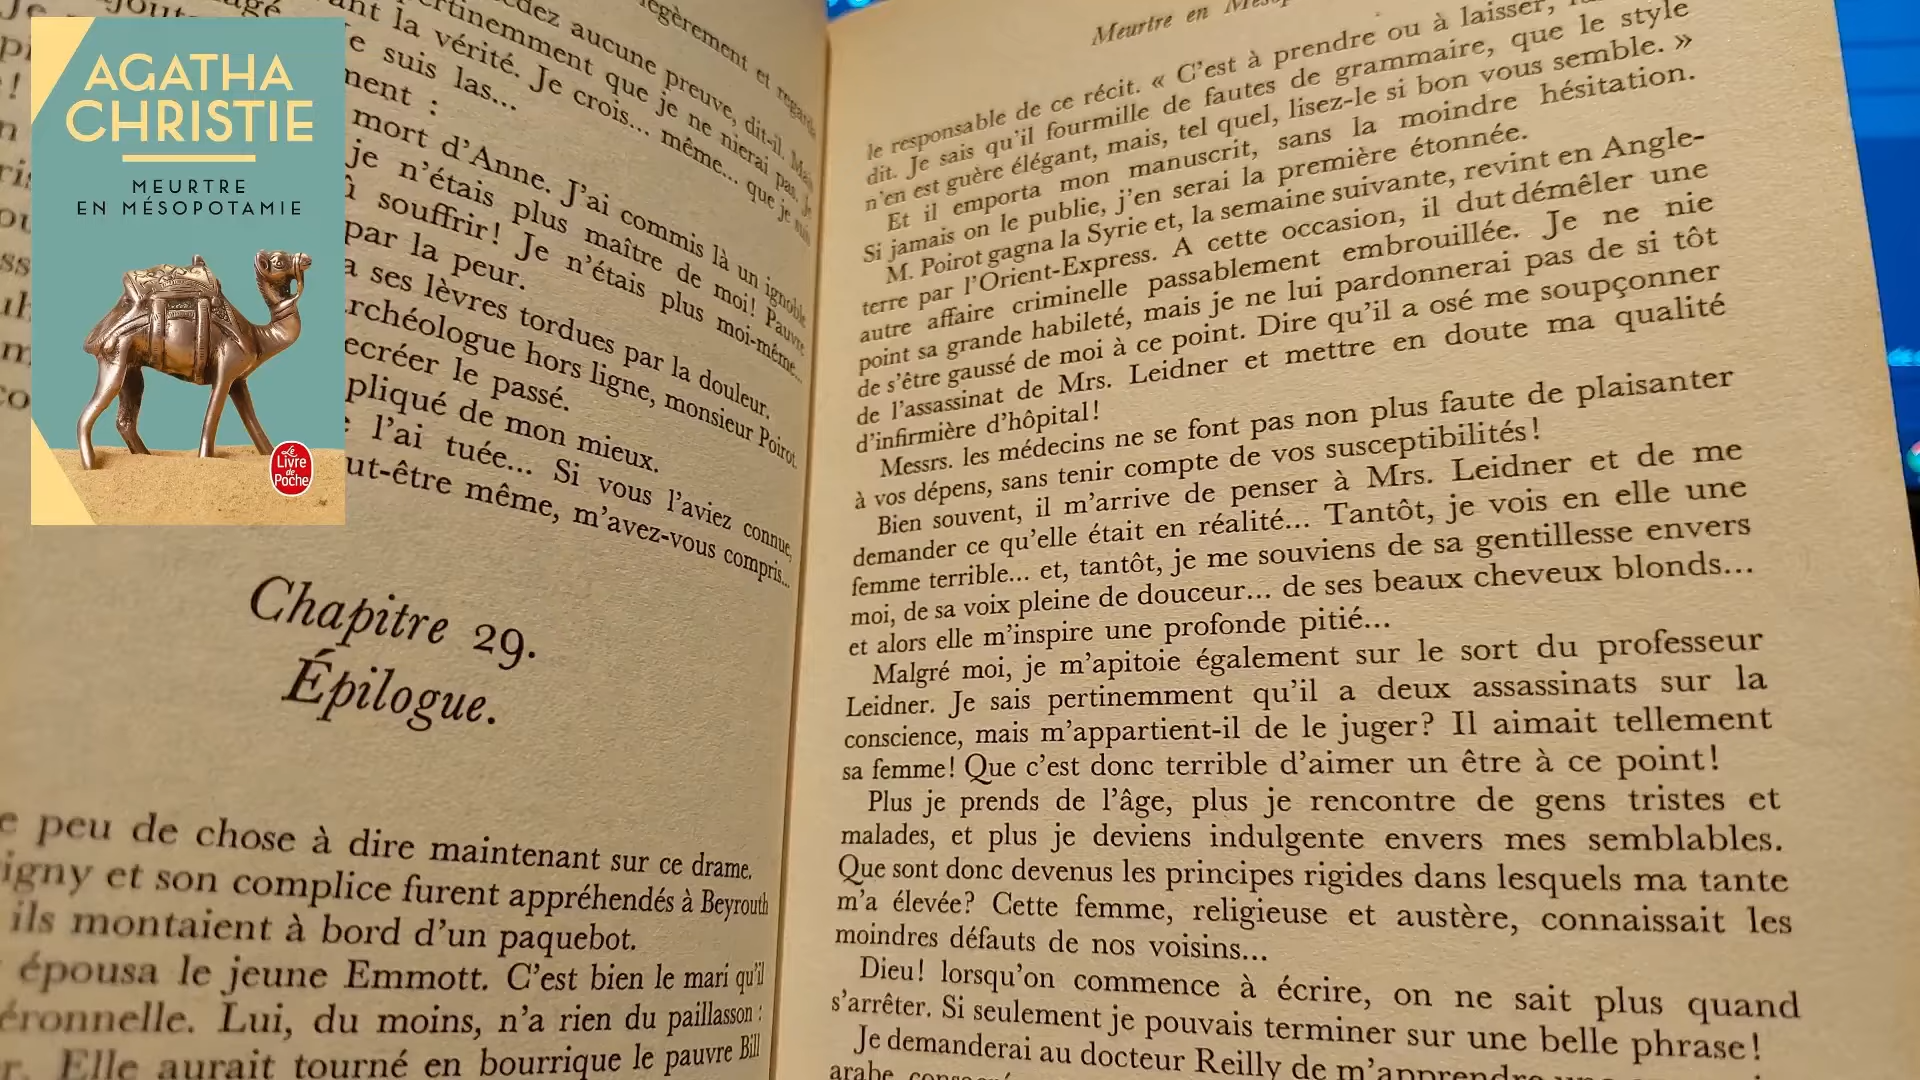 AGATHA
CHRISTIE
MEURTRE
EN MÉSOPOTAMIE
Le
Livre
de
Poche
légèrement et regarda
dez aucune preuve, dit-il. Mais
rtinemment que je ne nierai pas. Je
nt la vérité. Je crois... même... que je suis
e suis las...
ment :
mort d'Anne. J'ai commis là un ignoble
je n'étais plus maître de moi! Pauvre
souffrir! Je n'étais plus moi-même...
par la peur.
a ses lèvres tordues par la douleur.
rchéologue hors ligne, monsieur Poirot.
ecréer le passé.
pliqué de mon mieux.
l'ai tuée... Si vous l'aviez connue,
ut-être même, m'avez-vous compris...
Chapitre 29.
Épilogue.
e peu de chose à dire maintenant sur ce drame.
igny et son complice furent appréhendés à Beyrouth
ils montaient à bord d'un paquebot.
épousa le jeune Emmott. C'est bien le mari qu'il
éronnelle. Lui, du moins, n'a rien du paillasson :
r. Elle aurait tourné en bourrique le pauvre Bill
Meurtre en Mésop
le responsable de ce récit. « C'est à prendre ou à laisser,
dit. Je sais qu'il fourmille de fautes de grammaire, que le style
n'en est guère élégant, mais, tel quel, lisez-le si bon vous semble. »
Et il emporta mon manuscrit, sans la moindre hésitation.
Si jamais on le publie, j'en serai la première étonnée.
M. Poirot gagna la Syrie et, la semaine suivante, revint en Angle-
terre par l'Orient-Express. A cette occasion, il dut démêler une
autre affaire criminelle passablement embrouillée. Je ne nie
point sa grande habileté, mais je ne lui pardonnerai pas de si tôt
de s'être gaussé de moi à ce point. Dire qu'il a osé me soupçonner
de l'assassinat de Mrs. Leidner et mettre en doute ma qualité
d'infirmière d'hôpital!
Messrs. les médecins ne se font pas non plus faute de plaisanter
à vos dépens, sans tenir compte de vos susceptibilités!
Bien souvent, il m'arrive de penser à Mrs. Leidner et de me
demander ce qu'elle était en réalité... Tantôt, je vois en elle une
femme terrible... et, tantôt, je me souviens de sa gentillesse envers
moi, de sa voix pleine de douceur... de ses beaux cheveux blonds...
et alors elle m'inspire une profonde pitié...
Malgré moi, je m'apitoie également sur le sort du professeur
Leidner. Je sais pertinemment qu'il a deux assassinats sur la
conscience, mais m'appartient-il de le juger? Il aimait tellement
sa femme! Que c'est donc terrible d'aimer un être à ce point!
Plus je prends de l'âge, plus je rencontre de gens tristes et
malades, et plus je deviens indulgente envers mes semblables.
Que sont donc devenus les principes rigides dans lesquels ma tante
m'a élevée? Cette femme, religieuse et austère, connaissait les
moindres défauts de nos voisins...
Dieu! lorsqu'on commence à écrire, on ne sait plus quand
s'arrêter. Si seulement je pouvais terminer sur une belle phrase!
Je demanderai au docteur Reilly de m'apprendre une
arabe